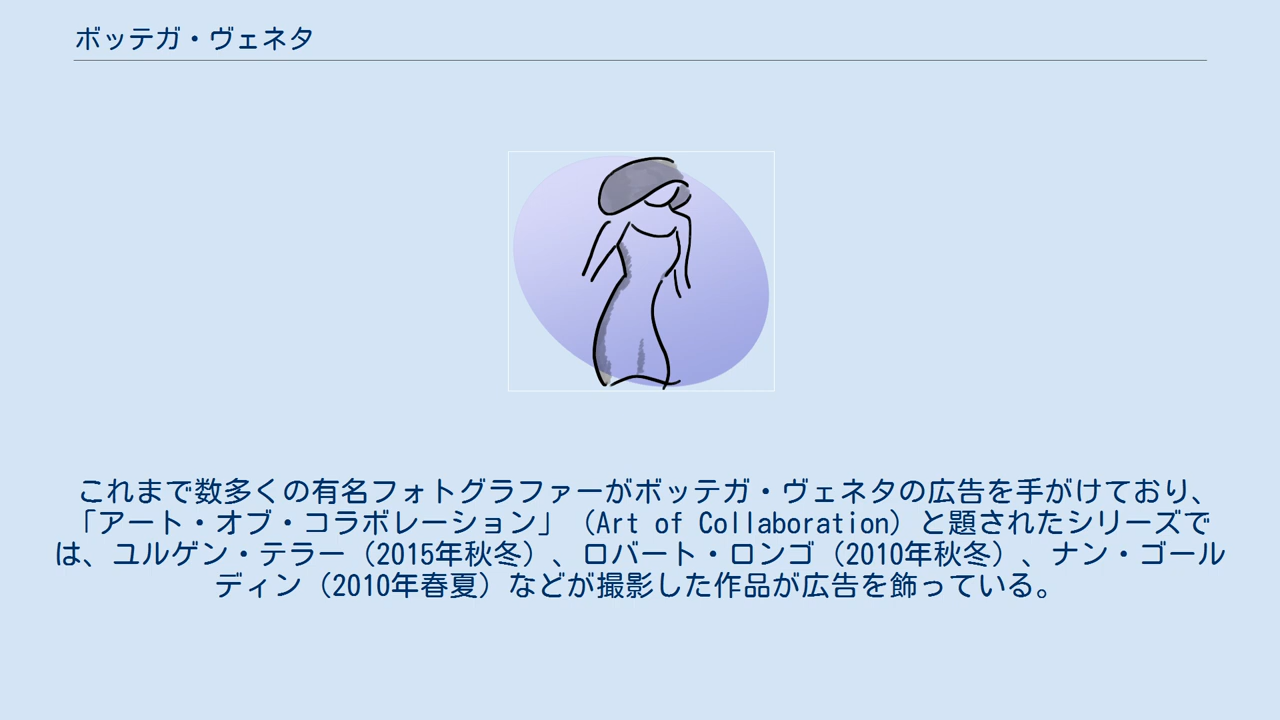 ボッテガ・ヴェネタ
これまで数多くの有名フォトグラファーがボッテガ・ヴェネタの広告を手がけており、
「アート・オブ・コラボレーション」（Art of Collaboration）と題されたシリーズで
は、ユルゲン・テラー（2015年秋冬）、ロバート・ロンゴ（2010年秋冬）、ナン・ゴール
ディン（2010年春夏）などが撮影した作品が広告を飾っている。